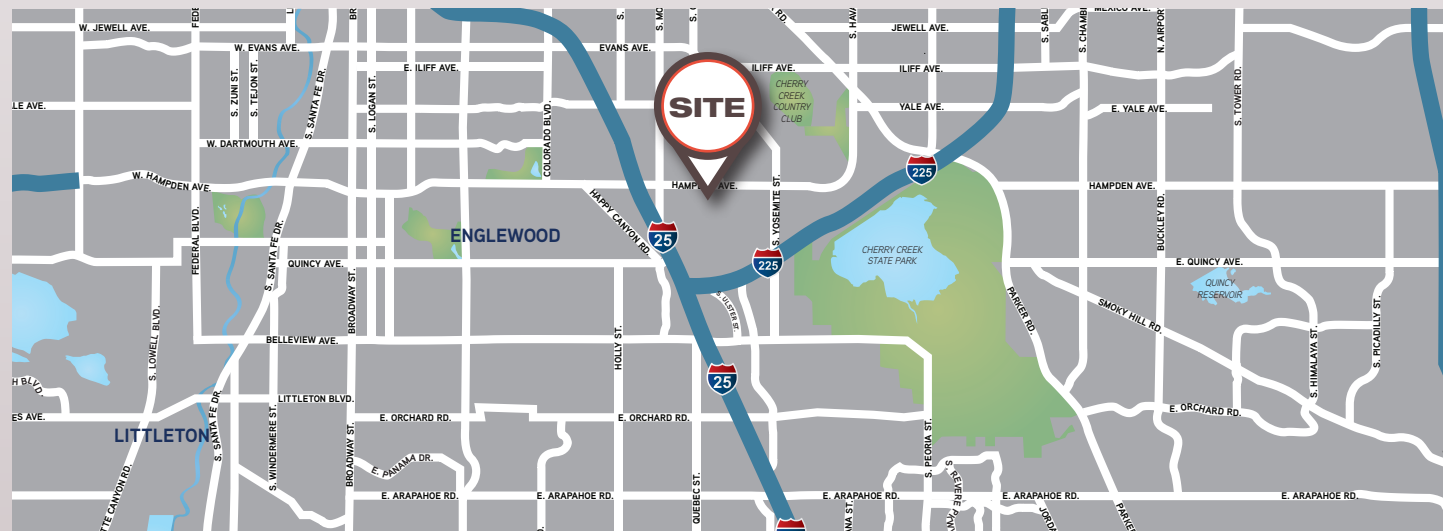 W. JEWELL AVE.
JEWELL AVE.
W. EVANS AVE.
EVANS AVE.
E. ILIFF AVE.
ILIFF AVE.
ILIFF AVE.
S. ZUNI ST.
S. TEJON ST.
S. SANTA FE DR.
S. LOGAN ST.
COLORADO BLVD.
SITE
CHERRY
CREEK
COUNTRY
CLUB
YALE AVE.
E. YALE AVE.
S. TOWER RD.
W. DARTMOUTH AVE.
W. HAMPDEN AVE.
HAMPDEN AVE.
225
HAMPDEN AVE.
FEDERAL BLVD.
HAPPY CANYON RD.
S. YOSEMITE ST.
BUCKLEY RD.
ENGLEWOOD
25
225
S. SANTA FE DR.
QUINCY AVE.
CHERRY CREEK
STATE PARK
E. QUINCY AVE.
QUINCY
RESERVOIR
BROADWAY ST.
S. ULSTER ST.
PARKER RD.
SMOKY HILL RD.
S. LOWELL BLVD.
BELLEVIEW AVE.
HOLLY ST.
S. HIMALAYA ST.
S. PICADILLY ST.
25
LITTLETON BLVD.
E. ORCHARD RD.
E. ORCHARD RD.
E. ORCHARD RD.
LITTLETON
S. SANTA FE DR.
S. WINDERMERE ST.
BROADWAY ST.
E. PANAMA DR.
S. PEORIA ST.
QUEBEC ST.
E. ARAPAHOE RD.
E. ARAPAHOE RD.
E. ARAPAHOE RD.
E. ARAPAHOE RD.
E. ARAPAHOE RD.